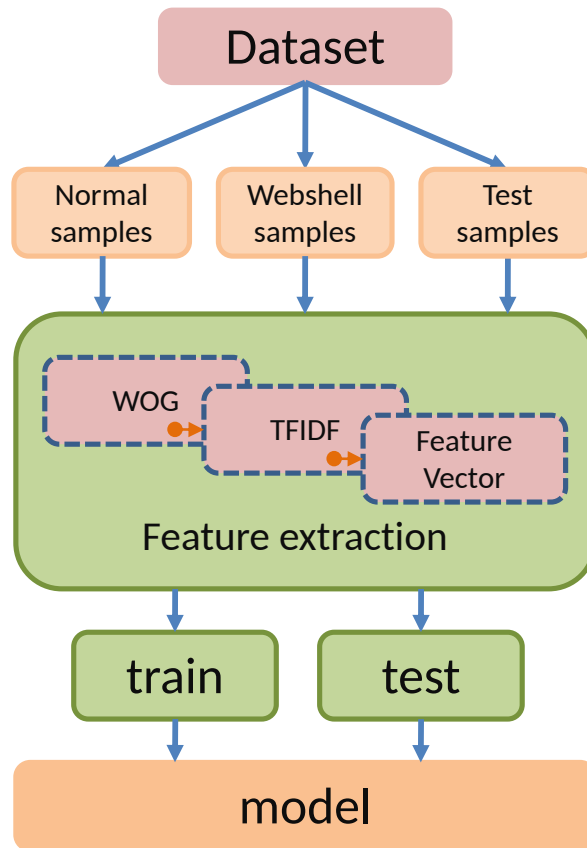 Dataset
Normal
samples
Webshell
samples
Test
samples
WOG
TFIDF
Feature
Vector
Feature extraction
train
test
model